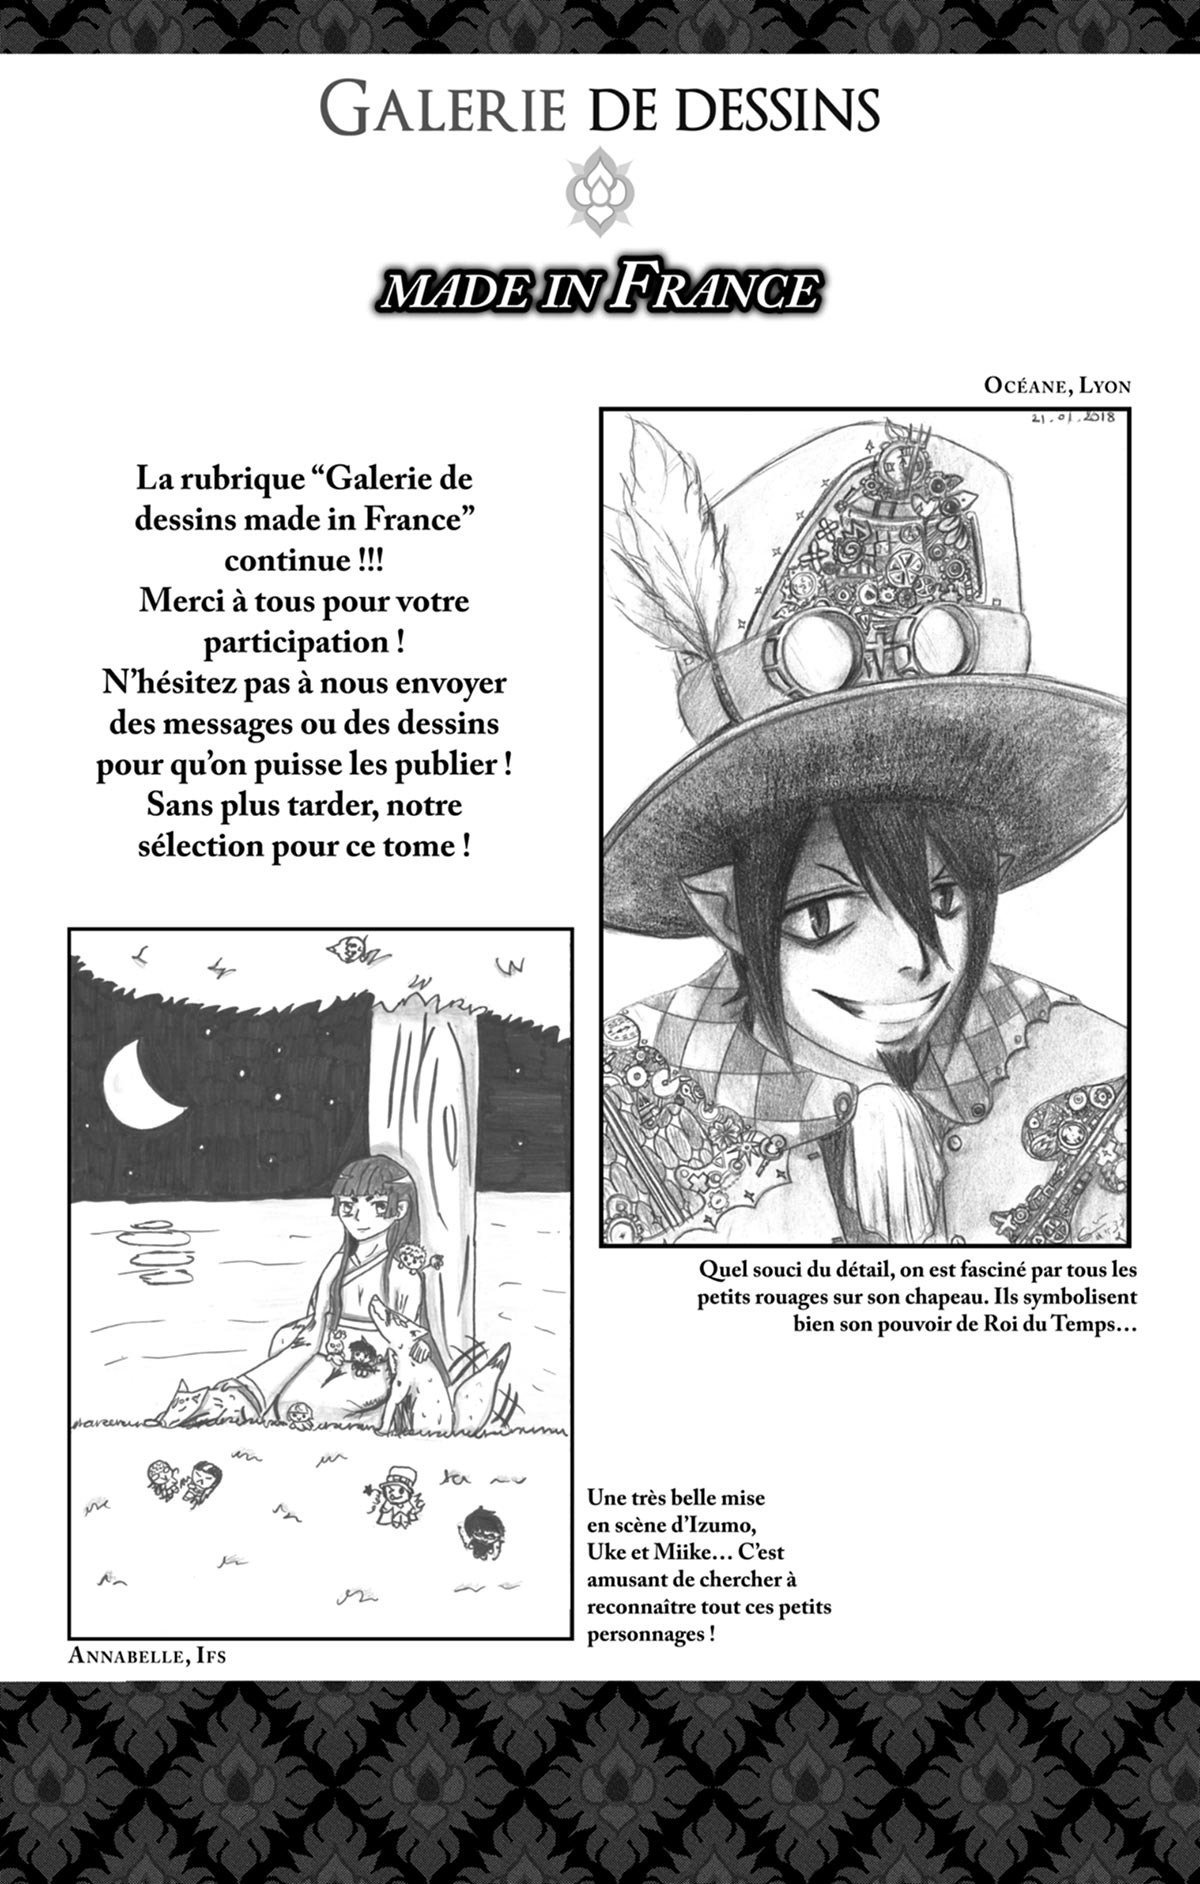 Galerie de dessins
made in France
Océane, Lyon
21.01.2018
La rubrique “Galerie de
dessins made in France”
continue !!!
Merci à tous pour votre
participation !
N’hésitez pas à nous envoyer
des messages ou des dessins
pour qu’on puisse les publier !
Sans plus tarder, notre
sélection pour ce tome !
Quel souci du détail, on est fasciné par tous les
petits rouages sur son chapeau. Ils symbolisent
bien son pouvoir de Roi du Temps…
Une très belle mise
en scène d’Izumo,
Uke et Miike… C’est
amusant de chercher à
reconnaître tout ces petits
personnages !
Annabelle, Ifs